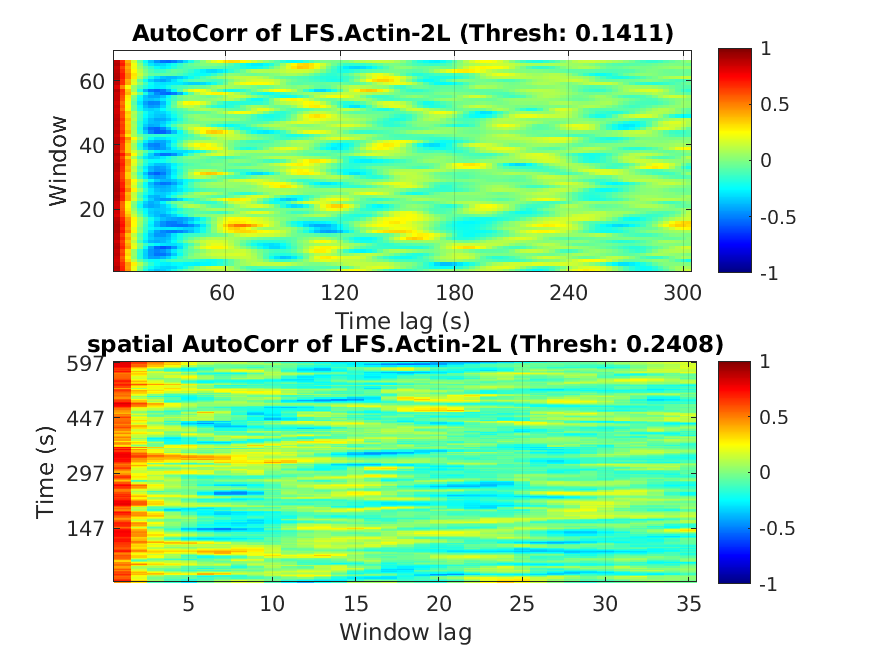 AutoCorr of LFS.Actin-2L (Thresh: 0.1411)
60
40
20
Window
60 120 180 240 300
Time lag (s)
1
0.5
0
-0.5
-1
spatial AutoCorr of LFS.Actin-2L (Thresh: 0.2408)
597
447
297
147
Time (s)
5 10 15 20 25 30 35
Window lag
1
0.5
0
-0.5
-1